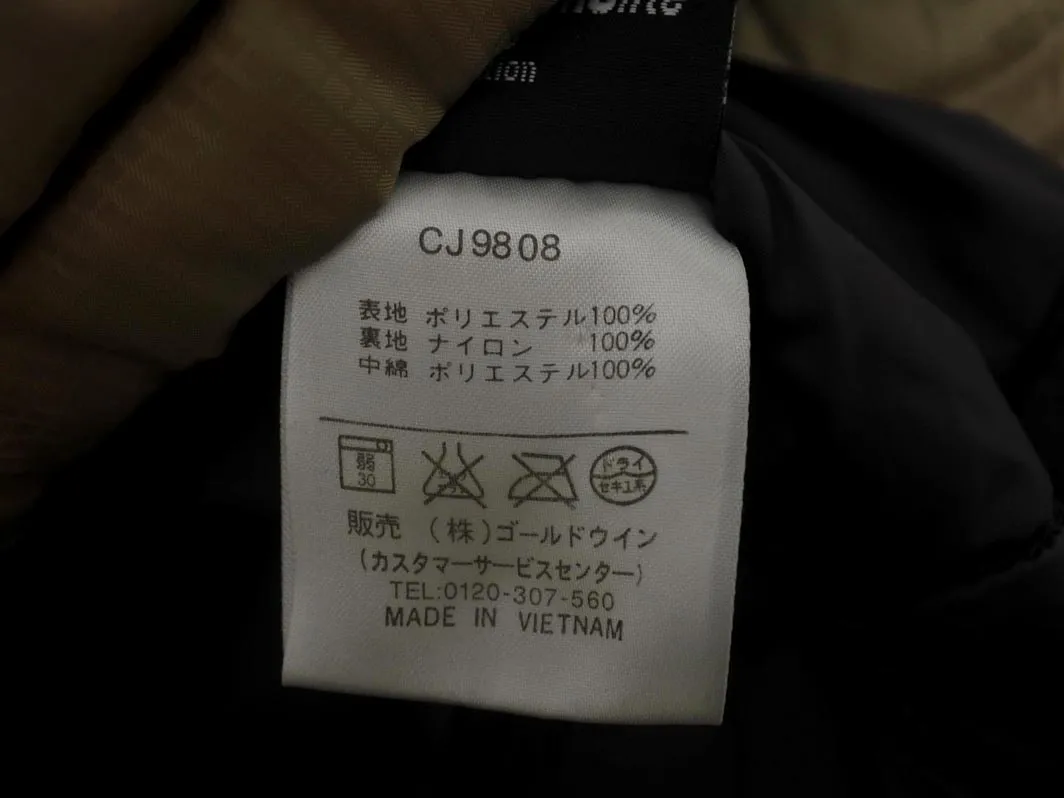 CJ9808
表地 ポリエステル100%
裏地 ナイロン 100%
中綿 ポリエステル100%
弱
30
ドライ
セキユ系
販売 (株)ゴールドウイン
(カスタマーサービスセンター)
TEL:0120-307-560
MADE IN VIETNAM